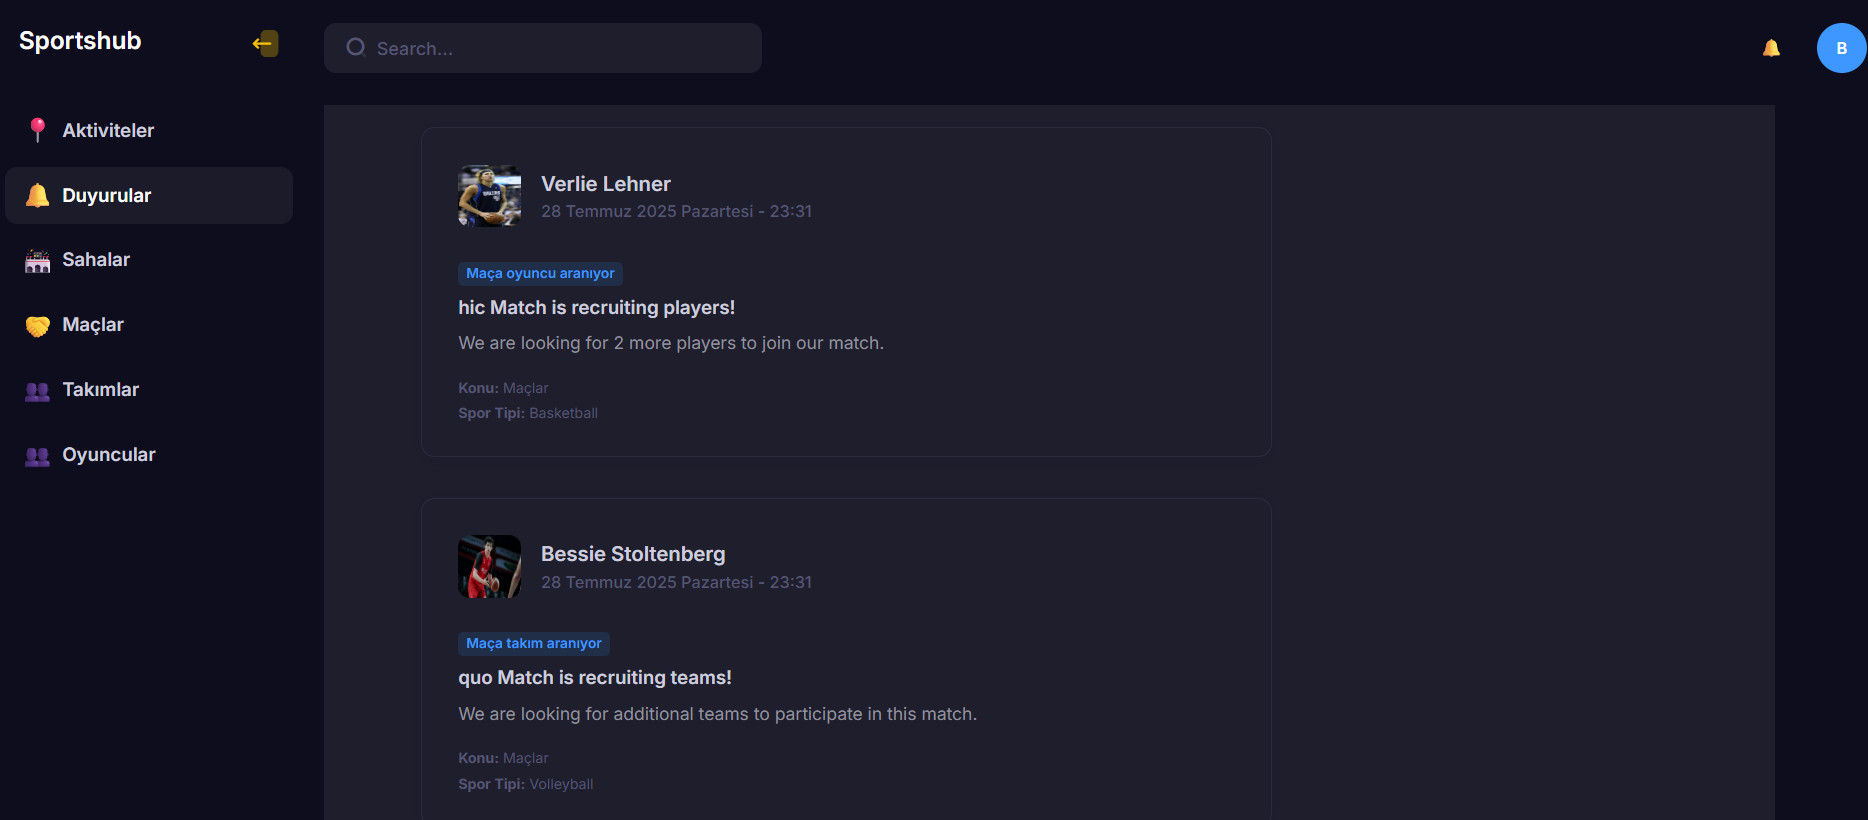 Sportshub
Search...
B
Aktiviteler
Duyurular
Sahalar
Maçlar
Takımlar
Oyuncular
Verlie Lehner
28 Temmuz 2025 Pazartesi - 23:31
Maça oyuncu aranıyor
hic Match is recruiting players!
We are looking for 2 more players to join our match.
Konu: Maçlar
Spor Tipi: Basketball
Bessie Stoltenberg
28 Temmuz 2025 Pazartesi - 23:31
Maça takım aranıyor
quo Match is recruiting teams!
We are looking for additional teams to participate in this match.
Konu: Maçlar
Spor Tipi: Volleyball